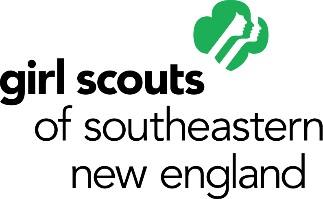 girl scouts
of southeastern
new england